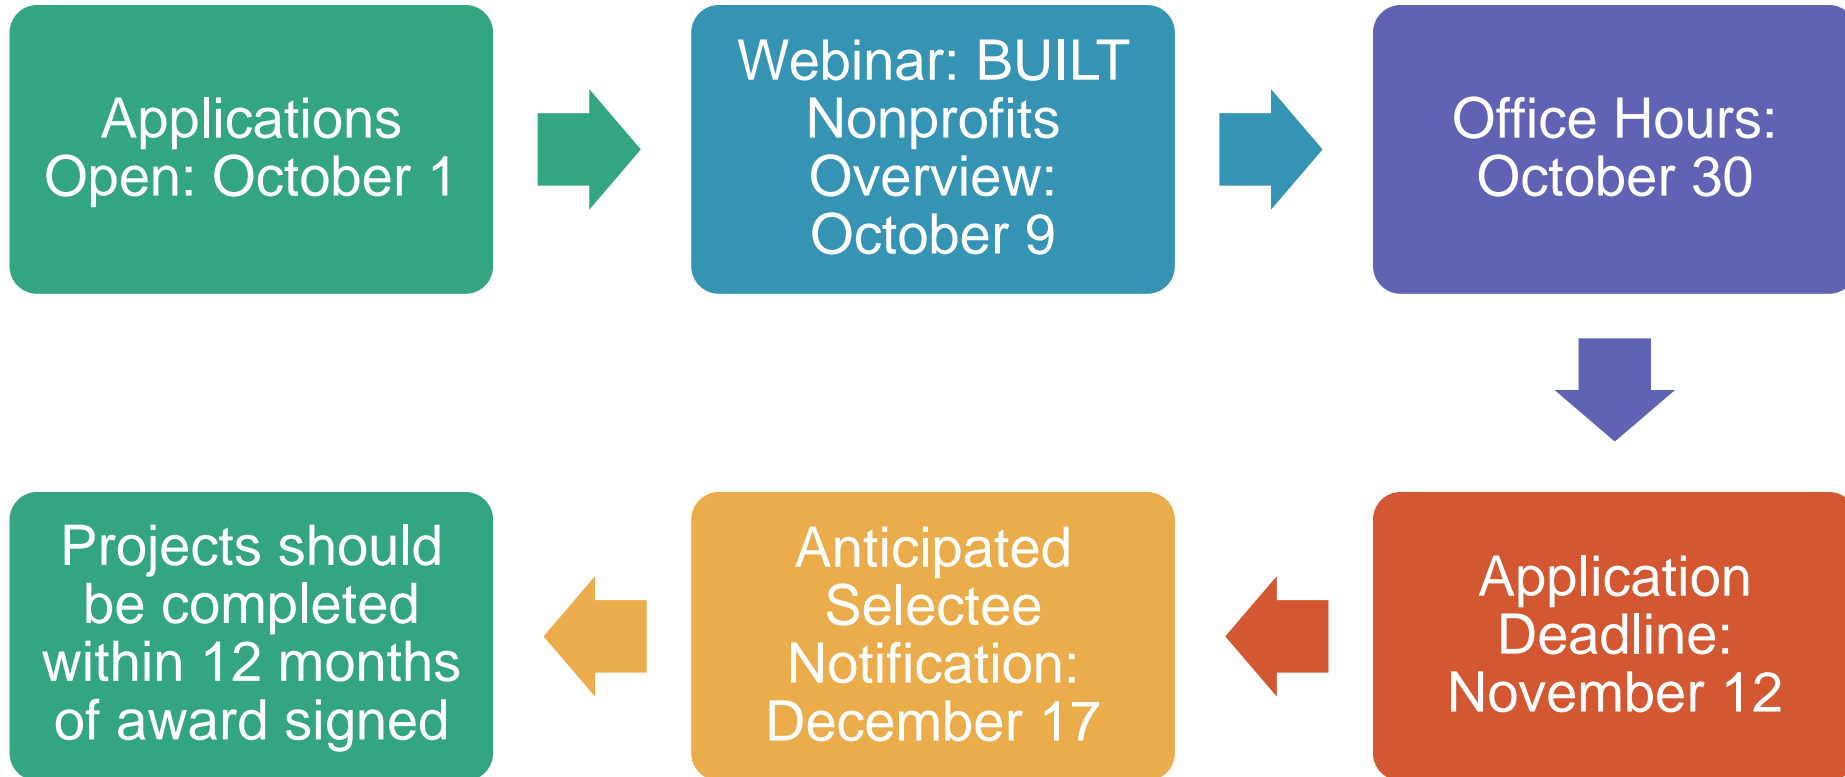 Applications
Open: October 1
Webinar: BUILT
Nonprofits
Overview:
October 9
Office Hours:
October 30
Application
Deadline:
November 12
Anticipated
Selectee
Notification:
December 17
Projects should
be completed
within 12 months
of award signed